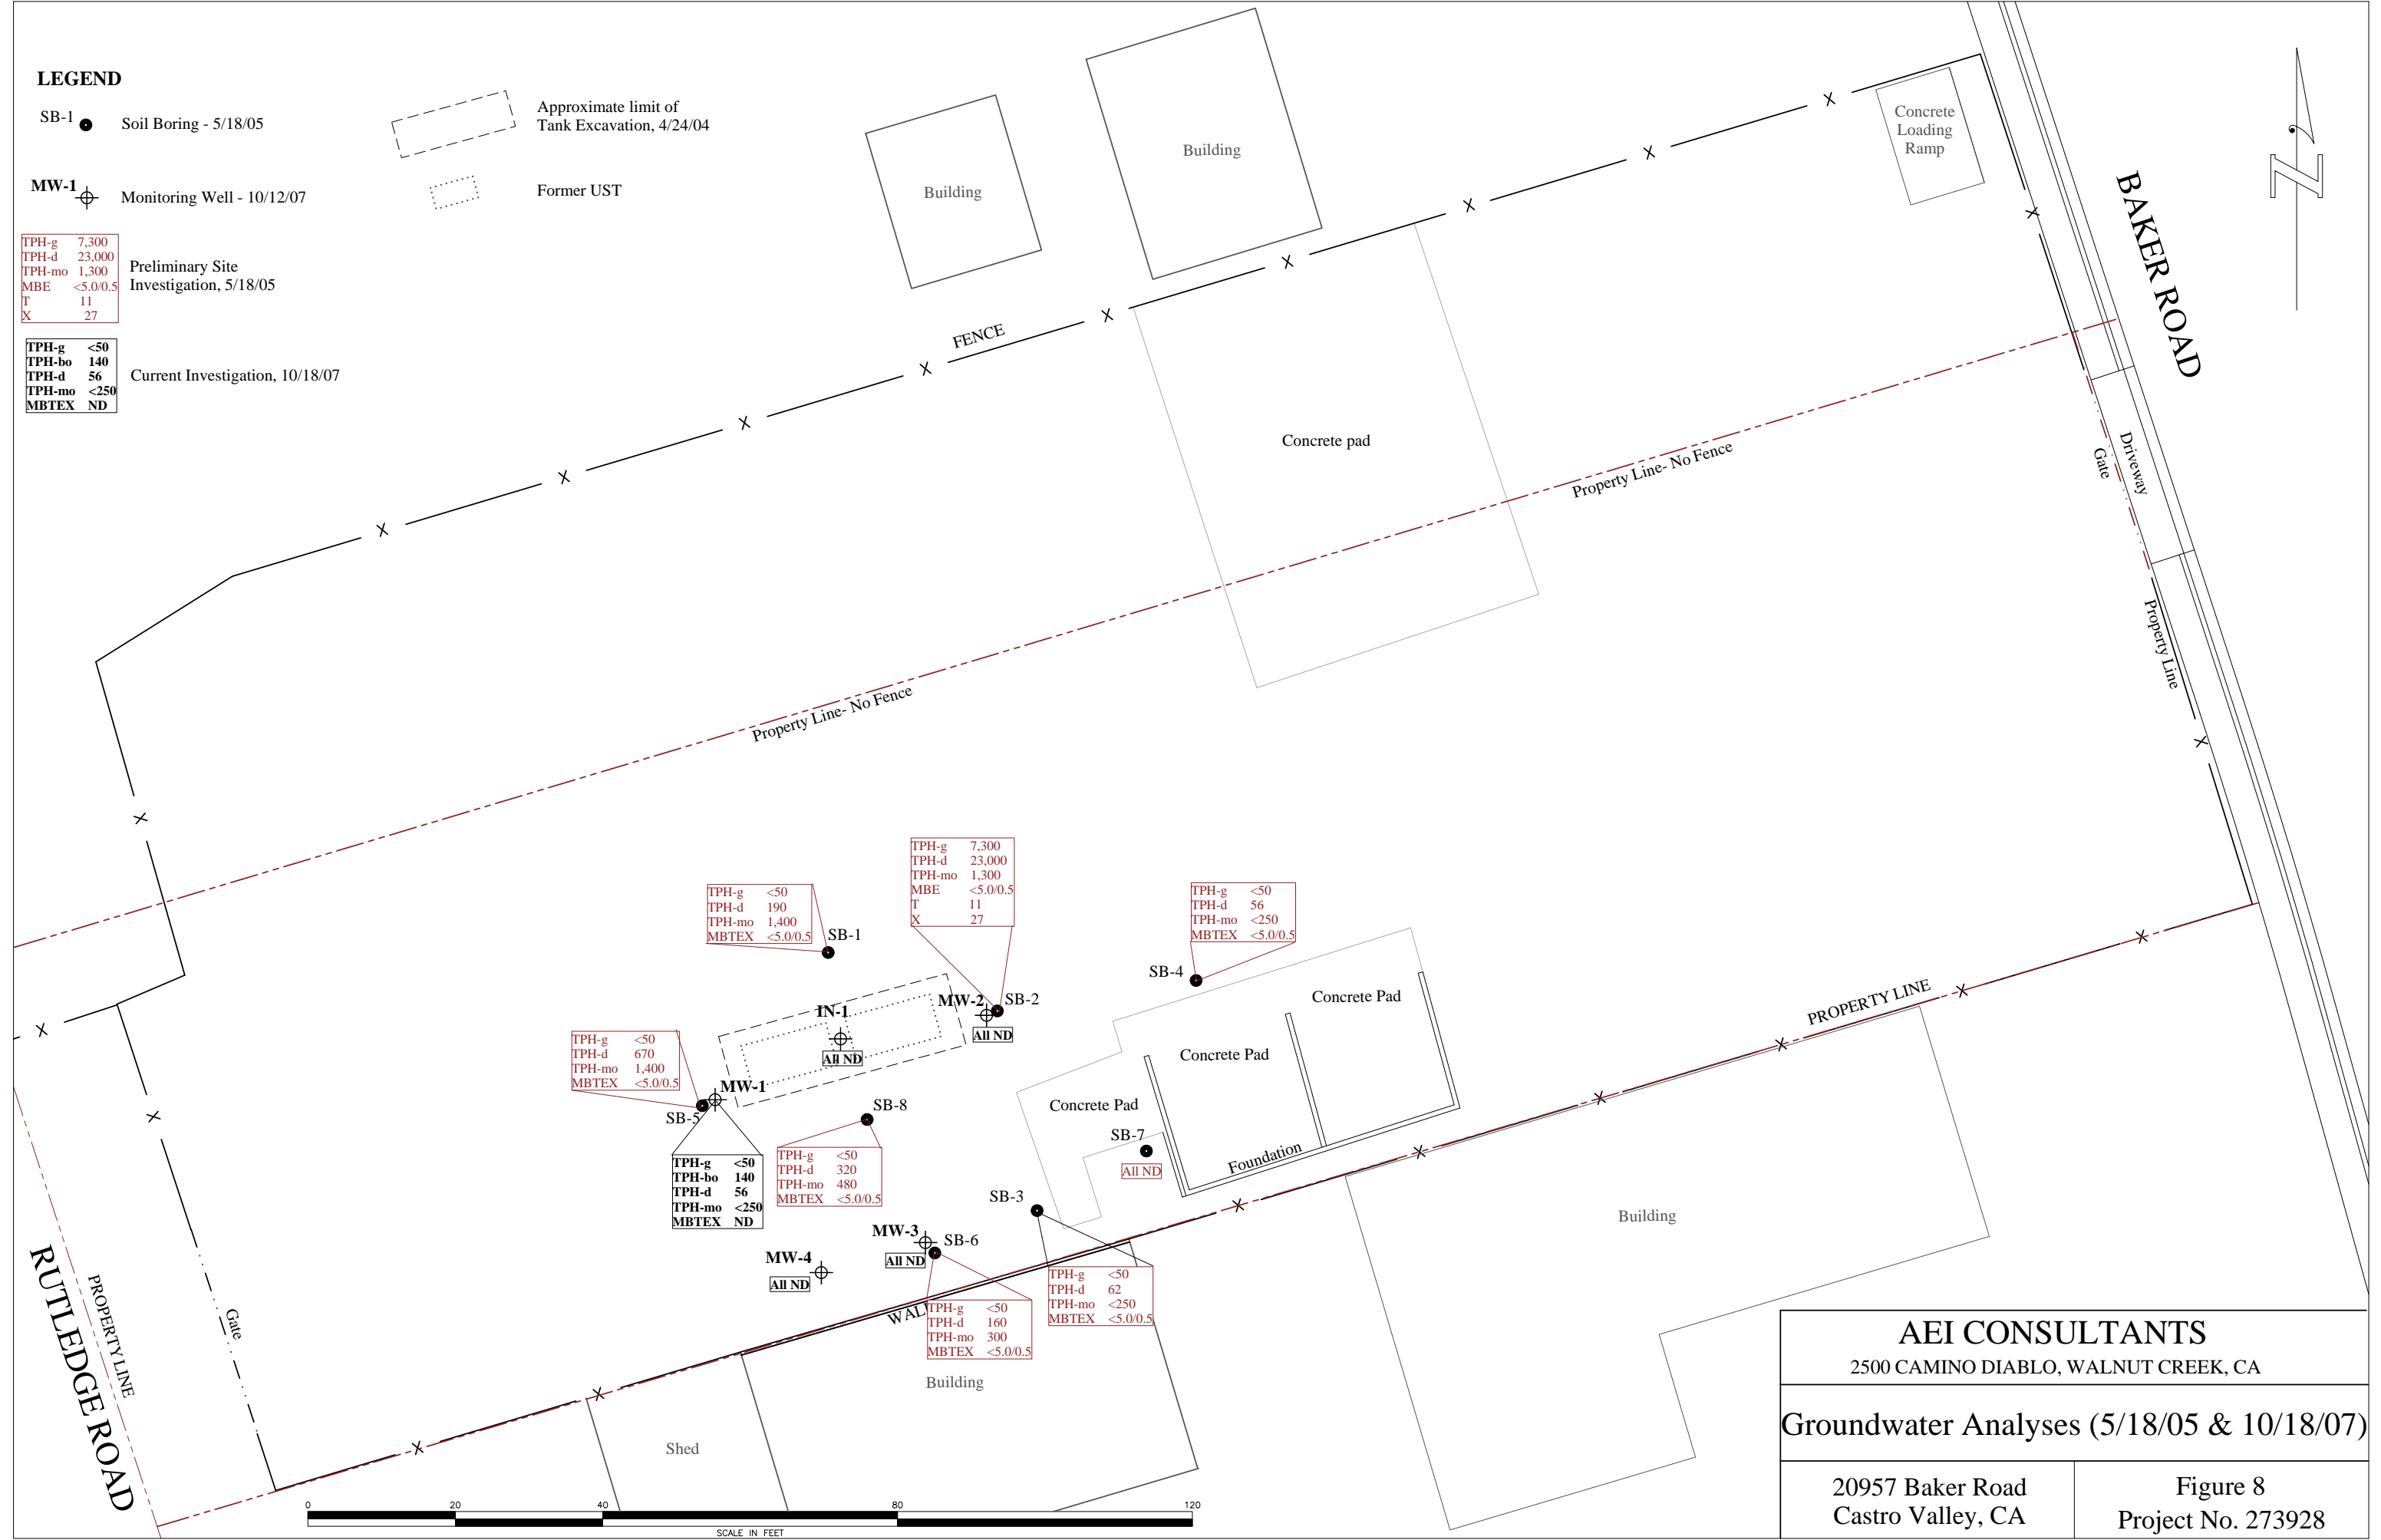 LEGEND
SB-1
Soil Boring - 5/18/05
Approximate limit of
Tank Excavation, 4/24/04
MW-1
Monitoring Well - 10/12/07
Former UST
TPH-g 7,300
TPH-d 23,000
TPH-mo 1,300
MBE <5.0/0.5
T 11
X 27
Preliminary Site
Investigation, 5/18/05
TPH-g <50
TPH-bo 140
TPH-d 56
TPH-mo <250
MBTEX ND
Current Investigation, 10/18/07
Building
Building
Concrete
Loading
Ramp
Z
BAKER ROAD
FENCE
Concrete pad
Property Line- No Fence
Gate
Driveway
Property Line
Property Line- No Fence
TPH-g <50
TPH-d 190
TPH-mo 1,400
MBTEX <5.0/0.5
SB-1
TPH-g 7,300
TPH-d 23,000
TPH-mo 1,300
MBE <5.0/0.5
T 11
X 27
MW-2
SB-2
All ND
TPH-g <50
TPH-d 56
TPH-mo <250
MBTEX <5.0/0.5
SB-4
IN-1
All ND
Concrete Pad
Concrete Pad
Concrete Pad
PROPERTY LINE
TPH-g <50
TPH-d 670
TPH-mo 1,400
MBTEX <5.0/0.5
MW-1
SB-5
TPH-g <50
TPH-bo 140
TPH-d 56
TPH-mo <250
MBTEX ND
SB-8
TPH-g <50
TPH-d 320
TPH-mo 480
MBTEX <5.0/0.5
SB-7
All ND
Foundation
SB-3
TPH-g <50
TPH-d 62
TPH-mo <250
MBTEX <5.0/0.5
MW-3
SB-6
All ND
MW-4
All ND
TPH-g <50
TPH-d 160
TPH-mo 300
MBTEX <5.0/0.5
WALL
Building
Building
Shed
Gate
PROPERTY LINE
RUTLEDGE ROAD
0 20 40 80 120
SCALE IN FEET
AEI CONSULTANTS
2500 CAMINO DIABLO, WALNUT CREEK, CA
Groundwater Analyses (5/18/05 & 10/18/07)
20957 Baker Road
Castro Valley, CA
Figure 8
Project No. 273928